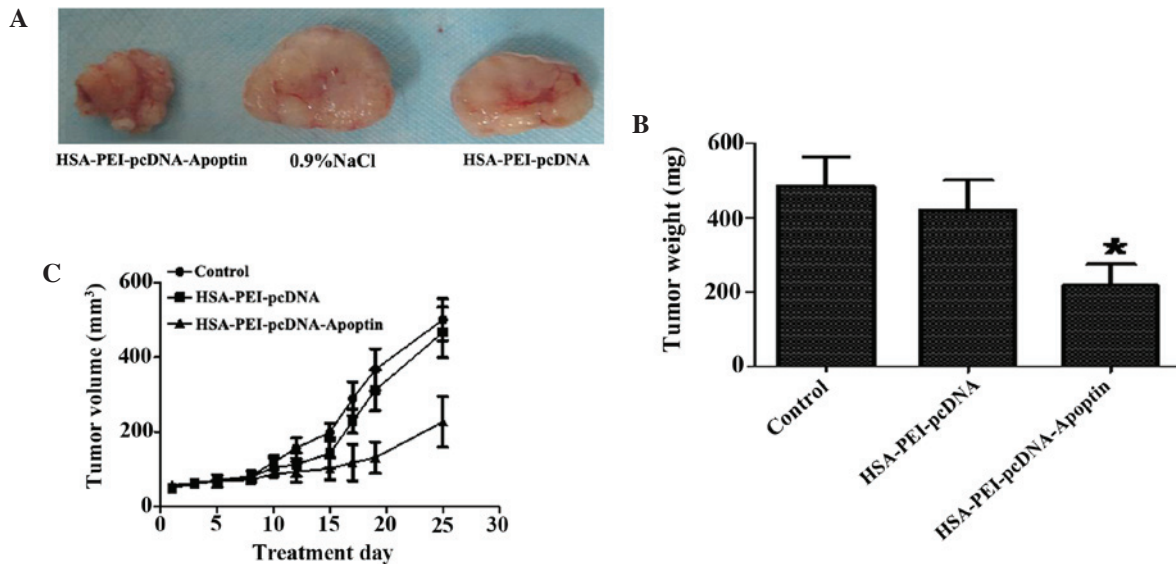 A
HSA-PEI-pcDNA-Apoptin 0.9%NaCl HSA-PEI-pcDNA
B
Tumor weight (mg)
600
400
200
0
*
Control
HSA-PEI-pcDNA
HSA-PEI-pcDNA-Apoptin
C
Tumor volume (mm³)
600
400
200
0
Control
HSA-PEI-pcDNA
HSA-PEI-pcDNA-Apoptin
0 5 10 15 20 25 30
Treatment day